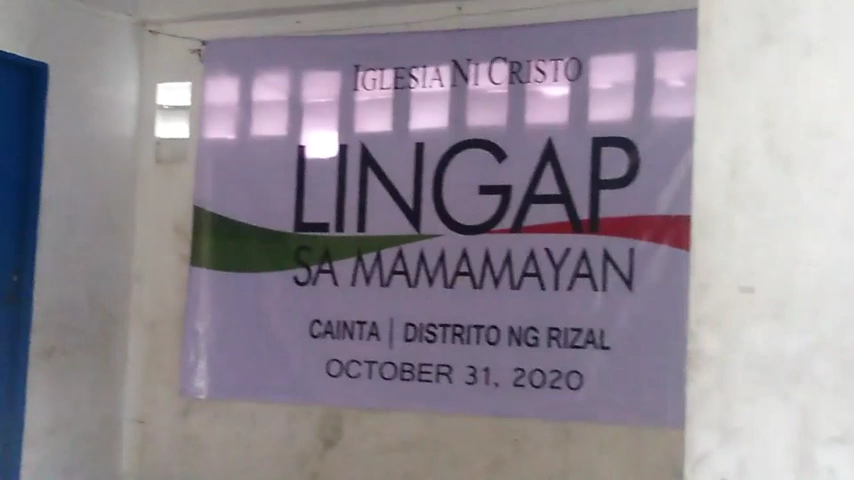 IGLESIA NI CRISTO
LINGAP
SA MAMAMAYAN
CAINTA | DISTRITO NG RIZAL
OCTOBER 31, 2020